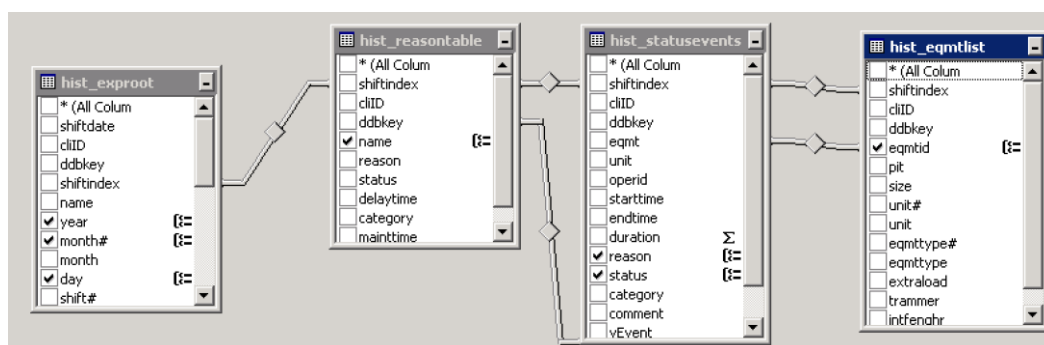 hist_exproot
* (All Colum
shiftdate
cliID
ddbkey
shiftindex
name
year
month#
month
day
shift#
hist_reasontable
* (All Colum
shiftindex
cliID
ddbkey
name
reason
status
delaytime
category
mainttime
hist_statusevents
* (All Colum
shiftindex
cliID
ddbkey
eqmt
unit
operid
starttime
endtime
duration Σ
reason
status
category
comment
vEvent
hist_eqmtlist
* (All Colum
shiftindex
cliID
ddbkey
eqmtid
pit
size
unit#
unit
eqmttype#
eqmttype
extraload
trammer
intfenghr